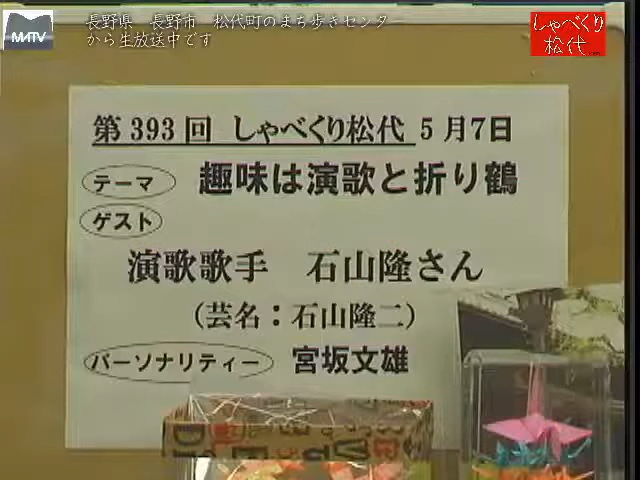 M·ATV
長野県 長野市 松代町のまち歩きセンター
から生放送中です
しゃべくり
松代
第393回 しゃべくり松代 5月7日
テーマ 趣味は演歌と折り鶴
ゲスト
演歌歌手 石山隆さん
(芸名:石山隆二)
パーソナリティー 宮坂文雄